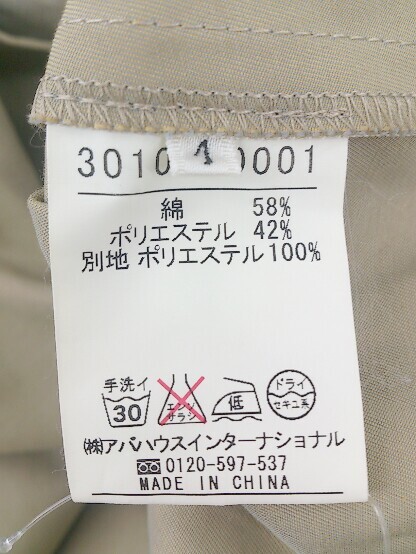 3010 1 0001
綿 58%
ポリエステル 42%
別地 ポリエステル 100%
手洗イ 30
エンソ サラシ
低
ドライ セキユ系
㈱アバハウスインターナショナル
0120-597-537
MADE IN CHINA